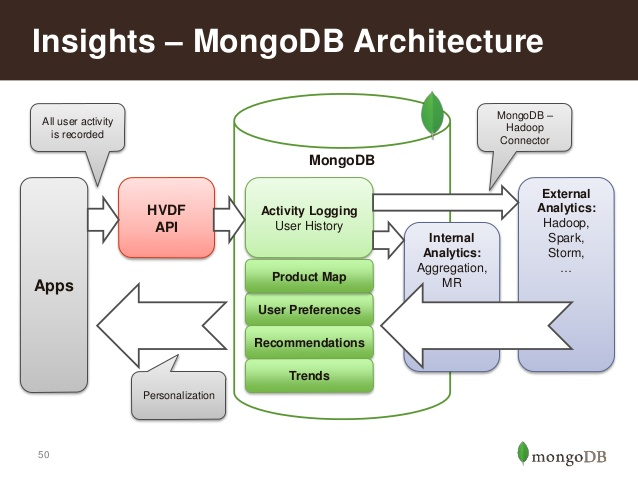 Insights – MongoDB Architecture
All user activity
is recorded
MongoDB –
Hadoop
Connector
MongoDB
HVDF
API
Activity Logging
User History
External
Analytics:
Hadoop,
Spark,
Storm,
…
Internal
Analytics:
Aggregation,
MR
Apps
Product Map
User Preferences
Recommendations
Trends
Personalization
50
mongoDB